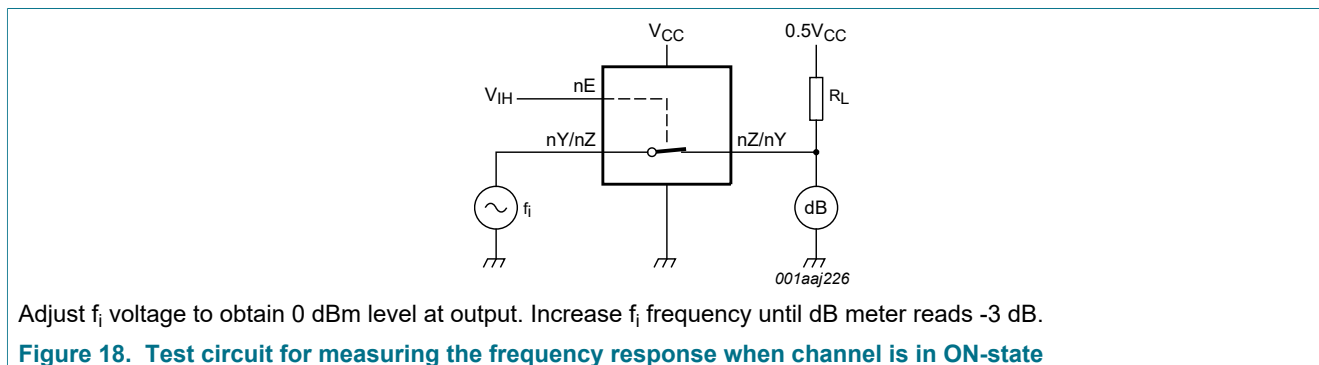 VCC
0.5VCC
nE
VIH
RL
nY/nZ
nZ/nY
fi
dB
001aaj226
Adjust fi voltage to obtain 0 dBm level at output. Increase fi frequency until dB meter reads -3 dB.
Figure 18. Test circuit for measuring the frequency response when channel is in ON-state